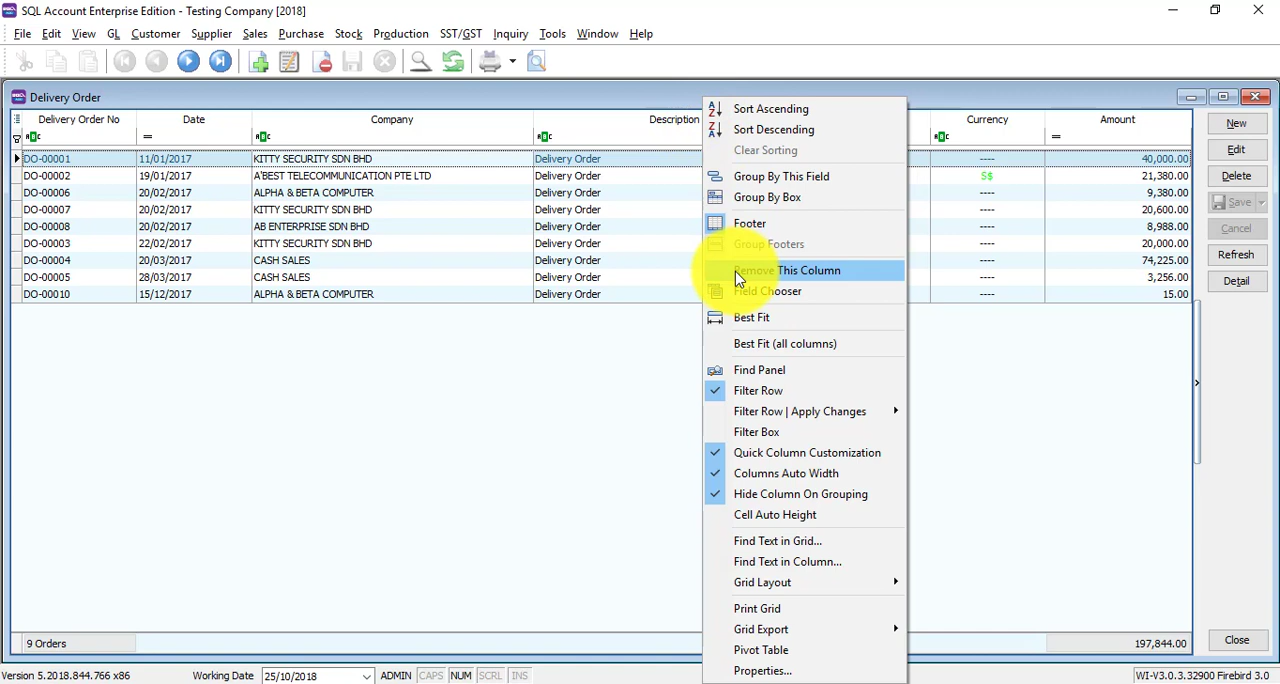 SQL Account Enterprise Edition - Testing Company [2018]
File Edit View GL Customer Supplier Sales Purchase Stock Production SST/GST Inquiry Tools Window Help
Delivery Order
Delivery Order No Date Company Description Currency Amount
DO-00001 11/01/2017 KITTY SECURITY SDN BHD Delivery Order ---- 40,000.00
DO-00002 19/01/2017 A'BEST TELECOMMUNICATION PTE LTD Delivery Order S$ 21,380.00
DO-00006 20/02/2017 ALPHA & BETA COMPUTER Delivery Order ---- 9,380.00
DO-00007 20/02/2017 KITTY SECURITY SDN BHD Delivery Order ---- 20,600.00
DO-00008 20/02/2017 AB ENTERPRISE SDN BHD Delivery Order ---- 8,988.00
DO-00003 22/02/2017 KITTY SECURITY SDN BHD Delivery Order ---- 20,000.00
DO-00004 20/03/2017 CASH SALES Delivery Order ---- 74,225.00
DO-00005 28/03/2017 CASH SALES Delivery Order ---- 3,256.00
DO-00010 15/12/2017 ALPHA & BETA COMPUTER Delivery Order ---- 15.00
9 Orders 197,844.00
Sort Ascending
Sort Descending
Clear Sorting
Group By This Field
Group By Box
Footer
Group Footers
Remove This Column
Field Chooser
Best Fit
Best Fit (all columns)
Find Panel
Filter Row
Filter Row | Apply Changes
Filter Box
Quick Column Customization
Columns Auto Width
Hide Column On Grouping
Cell Auto Height
Find Text in Grid...
Find Text in Column...
Grid Layout
Print Grid
Grid Export
Pivot Table
Properties...
New
Edit
Delete
Save
Cancel
Refresh
Detail
Close
Version 5.2018.844.766 x86 Working Date 25/10/2018 ADMIN CAPS NUM SCRL INS WI-V3.0.3.32900 Firebird 3.0